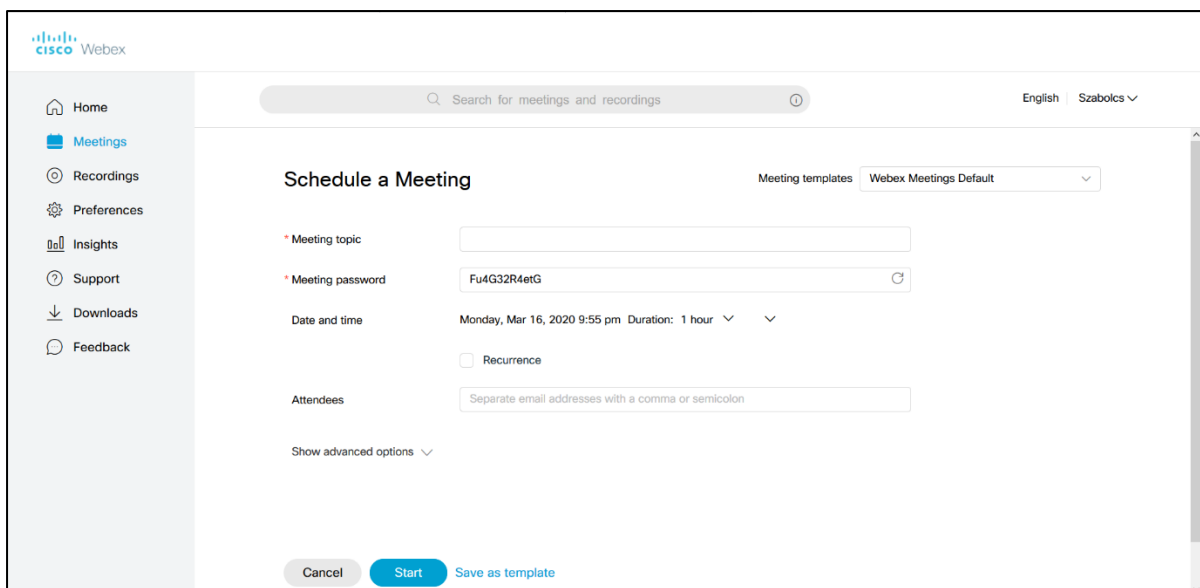 CISCO Webex
Search for meetings and recordings
English Szabolcs
Home
Meetings
Recordings
Preferences
Insights
Support
Downloads
Feedback
Schedule a Meeting
Meeting templates Webex Meetings Default
* Meeting topic
* Meeting password Fu4G32R4etG
Date and time Monday, Mar 16, 2020 9:55 pm Duration: 1 hour
Recurrence
Attendees Separate email addresses with a comma or semicolon
Show advanced options
Cancel Start Save as template